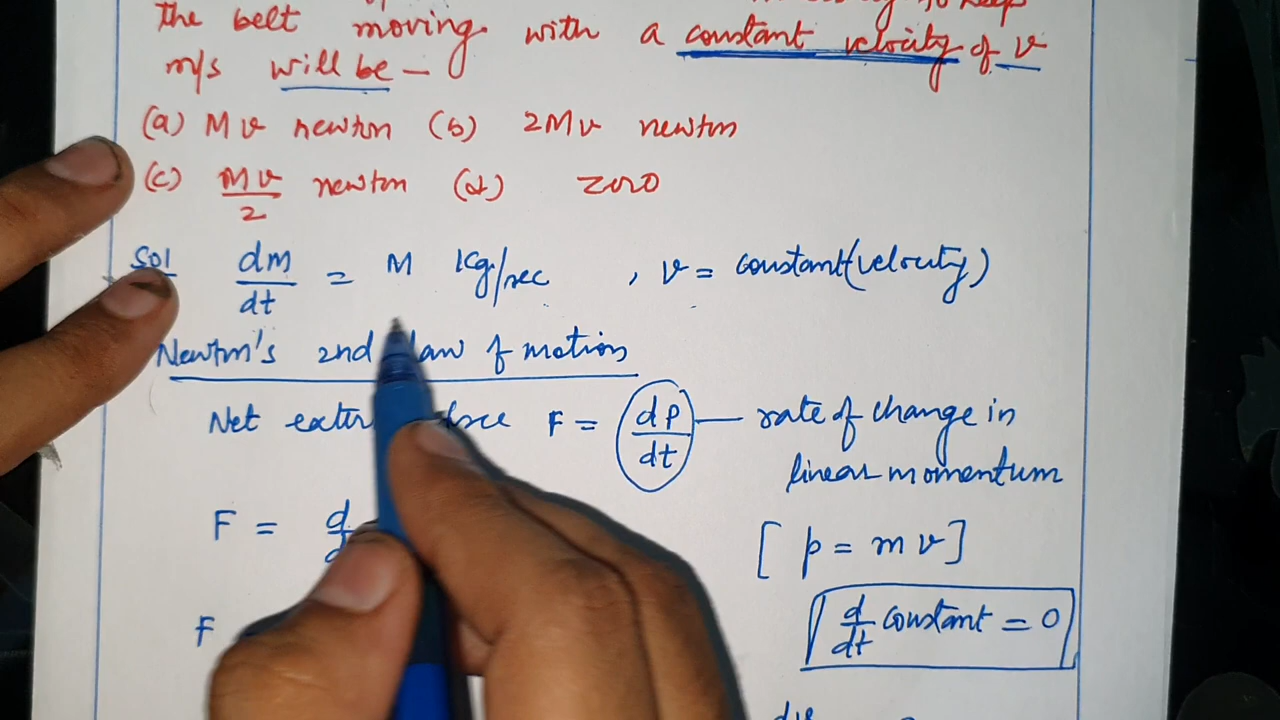 the belt moving with a constant velocity of v
m/s will be –
(a) Mv newton (b) 2Mv newton
(c) Mv/2 newton (d) zero
Sol dm/dt = M Kg/sec , v = constant(velocity)
Newton's 2nd law of motion
Net F = dp/dt — rate of change in
linear momentum
F = d
[ p = mv ]
d/dt constant = 0
F